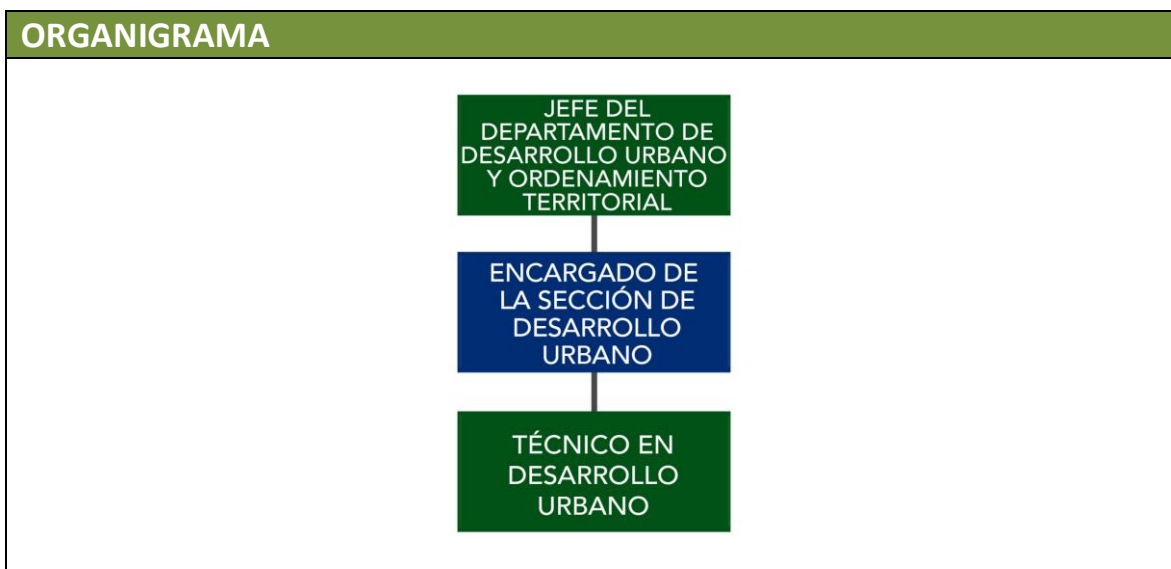 ORGANIGRAMA
JEFE DEL
DEPARTAMENTO DE
DESARROLLO URBANO
Y ORDENAMIENTO
TERRITORIAL
ENCARGADO DE
LA SECCIÓN DE
DESARROLLO
URBANO
TÉCNICO EN
DESARROLLO
URBANO